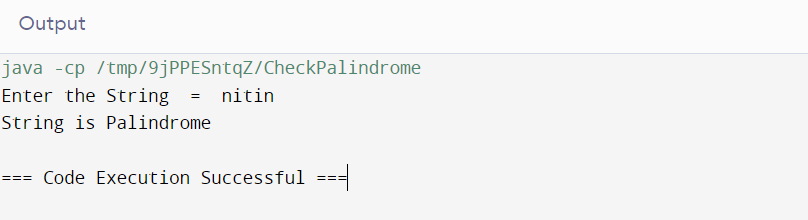 Output
java -cp /tmp/9jPPESntqZ/CheckPalindrome
Enter the String  =  nitin
String is Palindrome
=== Code Execution Successful ===